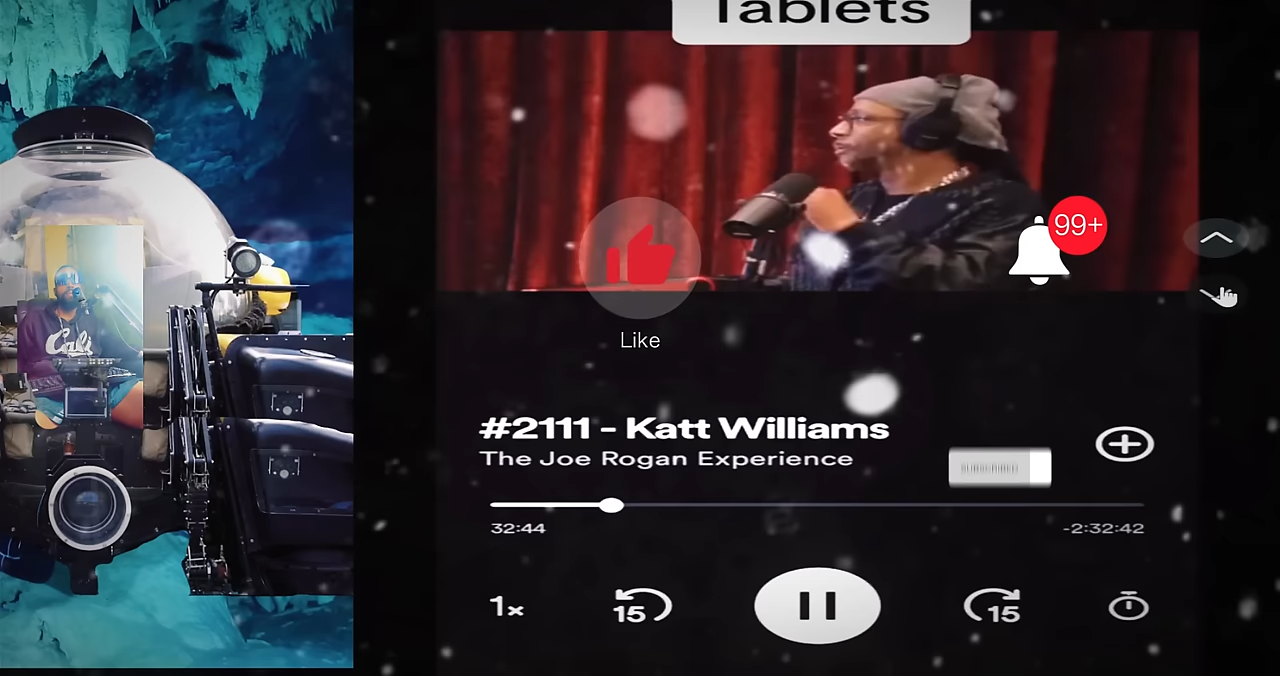 Tablets
99+
Like
#2111 - Katt Williams
The Joe Rogan Experience
SUBSCRIBED
32:44
-2:32:42
1x
15
15
Cali